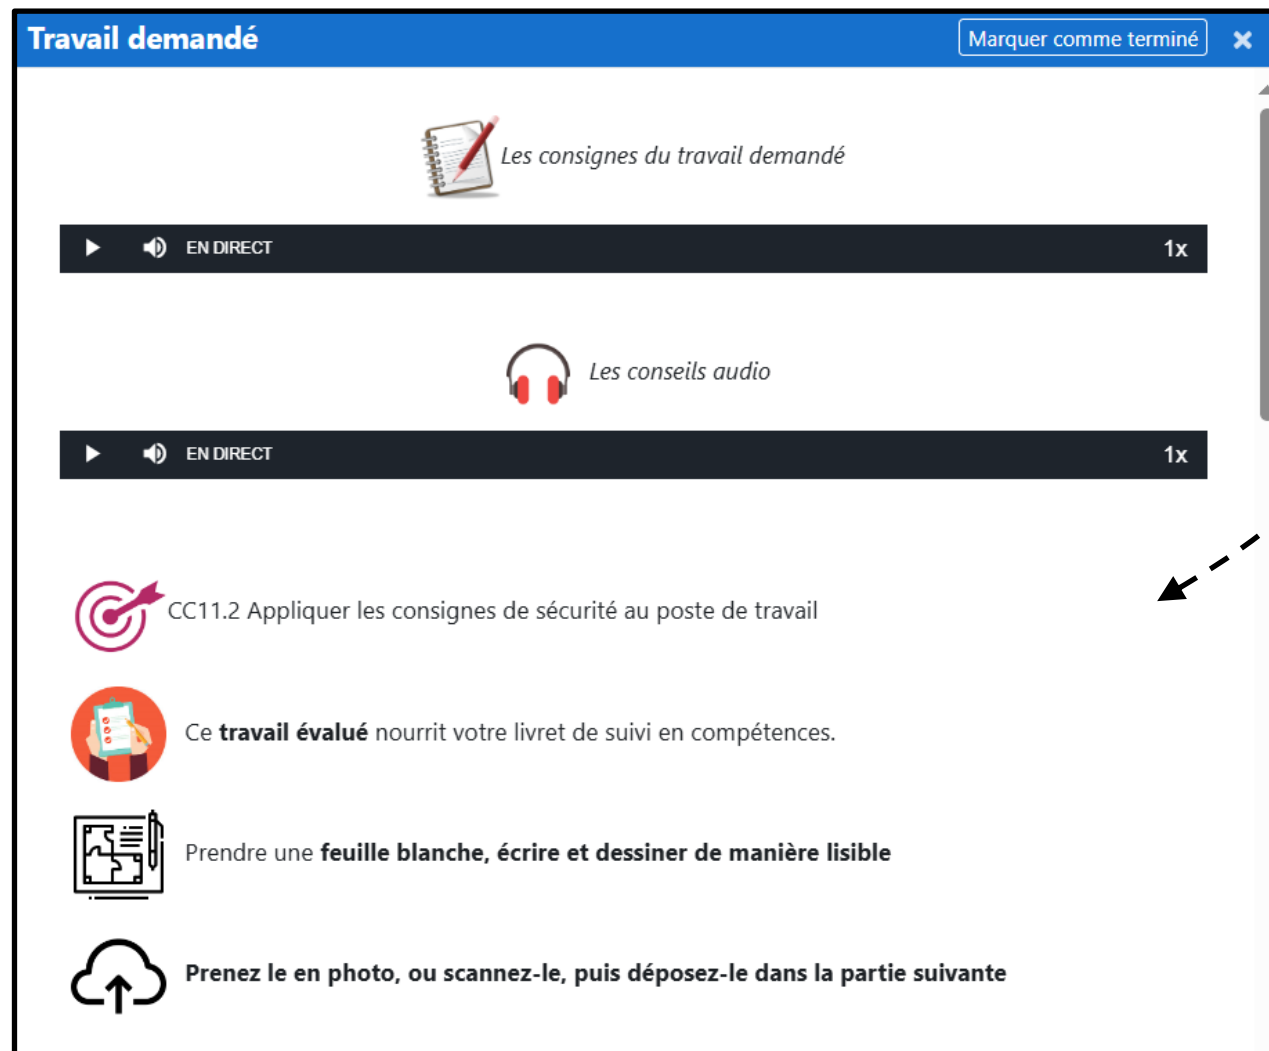 Travail demandé
Marquer comme terminé
Les consignes du travail demandé
EN DIRECT
1x
Les conseils audio
EN DIRECT
1x
CC11.2 Appliquer les consignes de sécurité au poste de travail
Ce travail évalué nourrit votre livret de suivi en compétences.
Prendre une feuille blanche, écrire et dessiner de manière lisible
Prenez le en photo, ou scannez-le, puis déposez-le dans la partie suivante